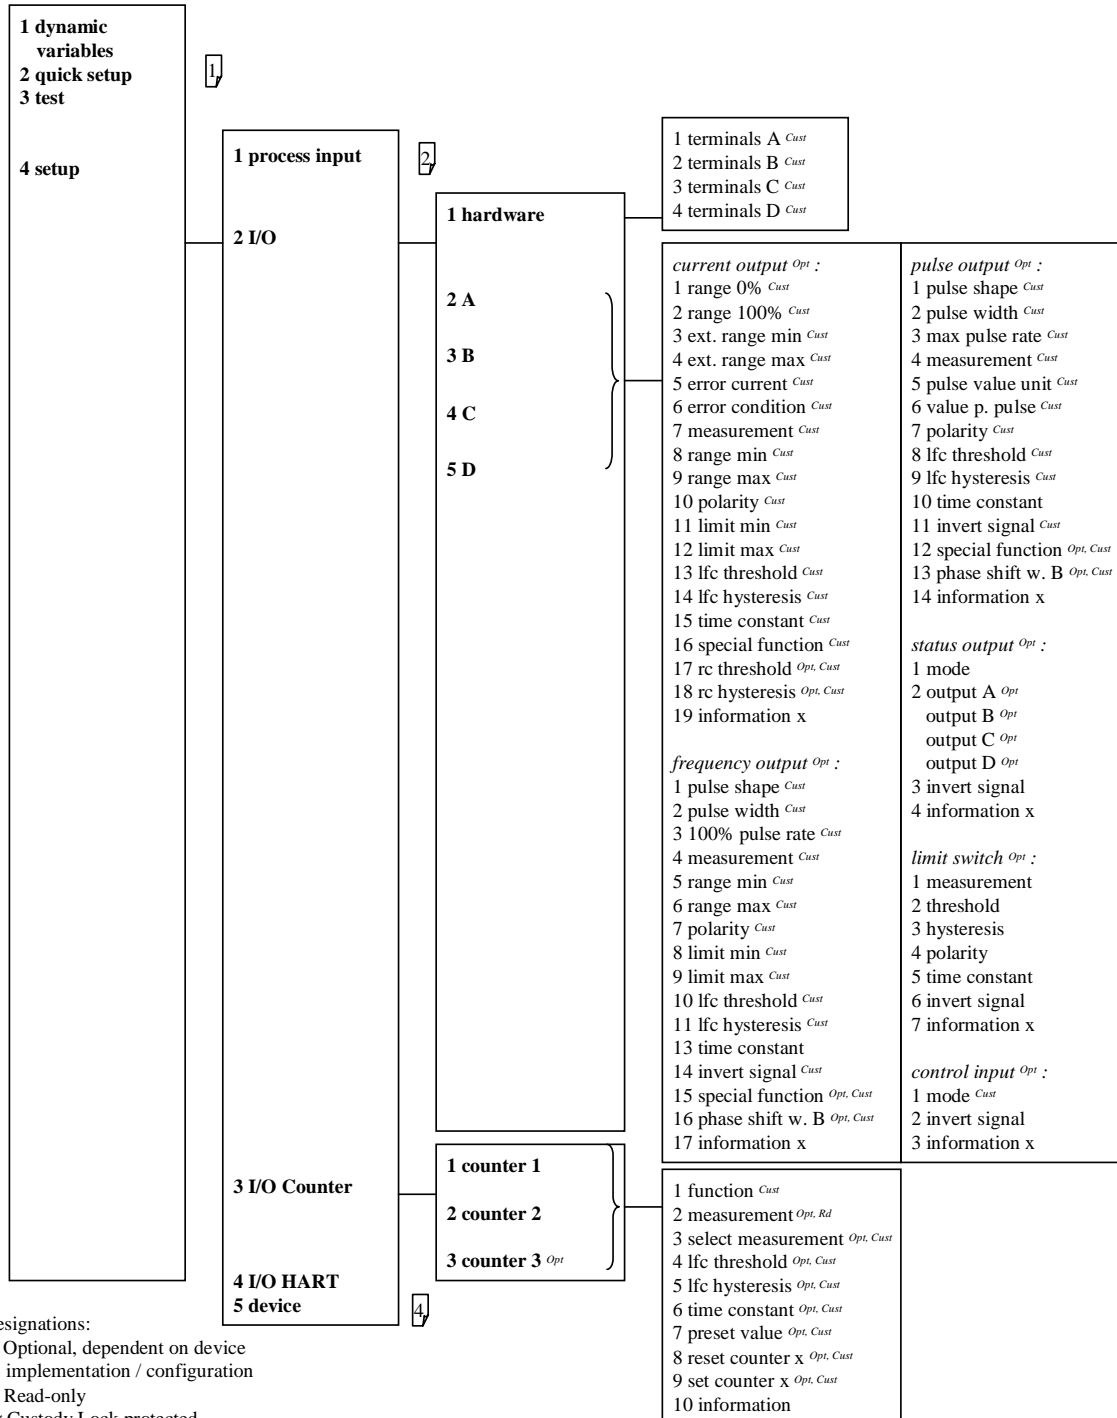 1 dynamic
variables
2 quick setup
3 test
4 setup
1
1 process input
2 I/O
3 I/O Counter
4 I/O HART
5 device
2
4
1 hardware
2 A
3 B
4 C
5 D
1 counter 1
2 counter 2
3 counter 3 Opt
1 terminals A Cust
2 terminals B Cust
3 terminals C Cust
4 terminals D Cust
current output Opt :
1 range 0% Cust
2 range 100% Cust
3 ext. range min Cust
4 ext. range max Cust
5 error current Cust
6 error condition Cust
7 measurement Cust
8 range min Cust
9 range max Cust
10 polarity Cust
11 limit min Cust
12 limit max Cust
13 lfc threshold Cust
14 lfc hysteresis Cust
15 time constant Cust
16 special function Cust
17 rc threshold Opt, Cust
18 rc hysteresis Opt, Cust
19 information x
frequency output Opt :
1 pulse shape Cust
2 pulse width Cust
3 100% pulse rate Cust
4 measurement Cust
5 range min Cust
6 range max Cust
7 polarity Cust
8 limit min Cust
9 limit max Cust
10 lfc threshold Cust
11 lfc hysteresis Cust
13 time constant
14 invert signal Cust
15 special function Opt, Cust
16 phase shift w. B Opt, Cust
17 information x
pulse output Opt :
1 pulse shape Cust
2 pulse width Cust
3 max pulse rate Cust
4 measurement Cust
5 pulse value unit Cust
6 value p. pulse Cust
7 polarity Cust
8 lfc threshold Cust
9 lfc hysteresis Cust
10 time constant
11 invert signal Cust
12 special function Opt, Cust
13 phase shift w. B Opt, Cust
14 information x
status output Opt :
1 mode
2 output A Opt
output B Opt
output C Opt
output D Opt
3 invert signal
4 information x
limit switch Opt :
1 measurement
2 threshold
3 hysteresis
4 polarity
5 time constant
6 invert signal
7 information x
control input Opt :
1 mode Cust
2 invert signal
3 information x
1 function Cust
2 measurement Opt, Rd
3 select measurement Opt, Cust
4 lfc threshold Opt, Cust
5 lfc hysteresis Opt, Cust
6 time constant Opt, Cust
7 preset value Opt, Cust
8 reset counter x Opt, Cust
9 set counter x Opt, Cust
10 information
esignations:
Optional, dependent on device
implementation / configuration
Read-only
Custody Lock protected